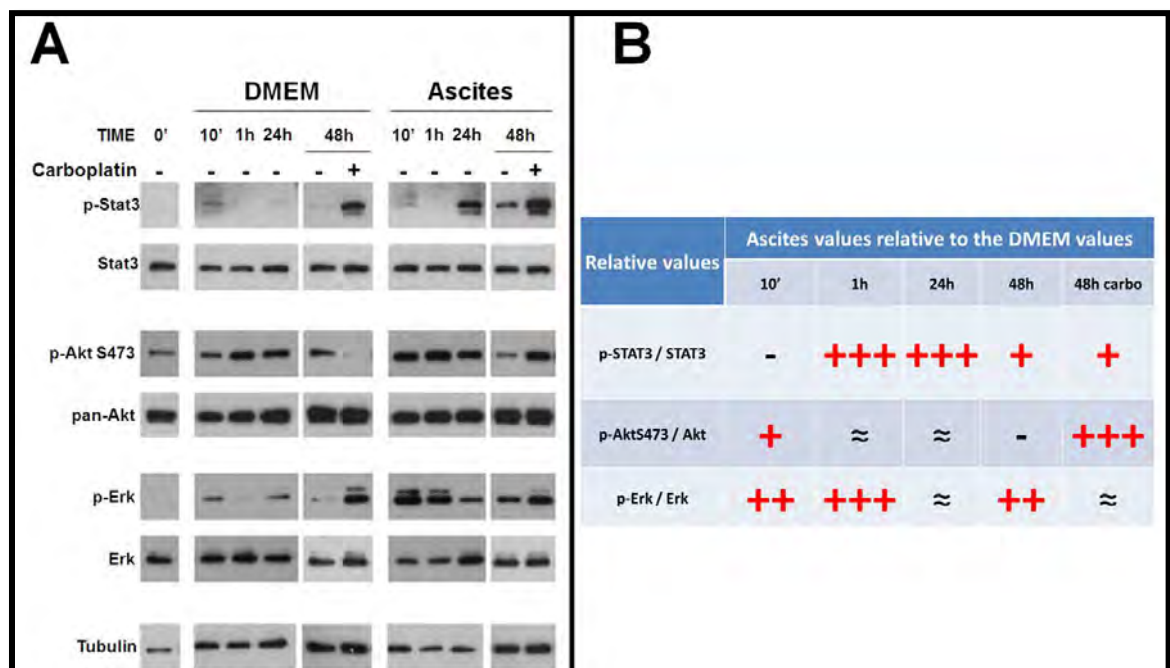 A
DMEM Ascites
TIME 0' 10' 1h 24h 48h 10' 1h 24h 48h
Carboplatin - - - - - + - - - - +
p-Stat3
Stat3
p-Akt S473
pan-Akt
p-Erk
Erk
Tubulin
B
Relative values
Ascites values relative to the DMEM values
10' 1h 24h 48h 48h carbo
p-STAT3 / STAT3 - +++ +++ + +
p-AktS473 / Akt + ≈ ≈ - +++
p-Erk / Erk ++ +++ ≈ ++ ≈